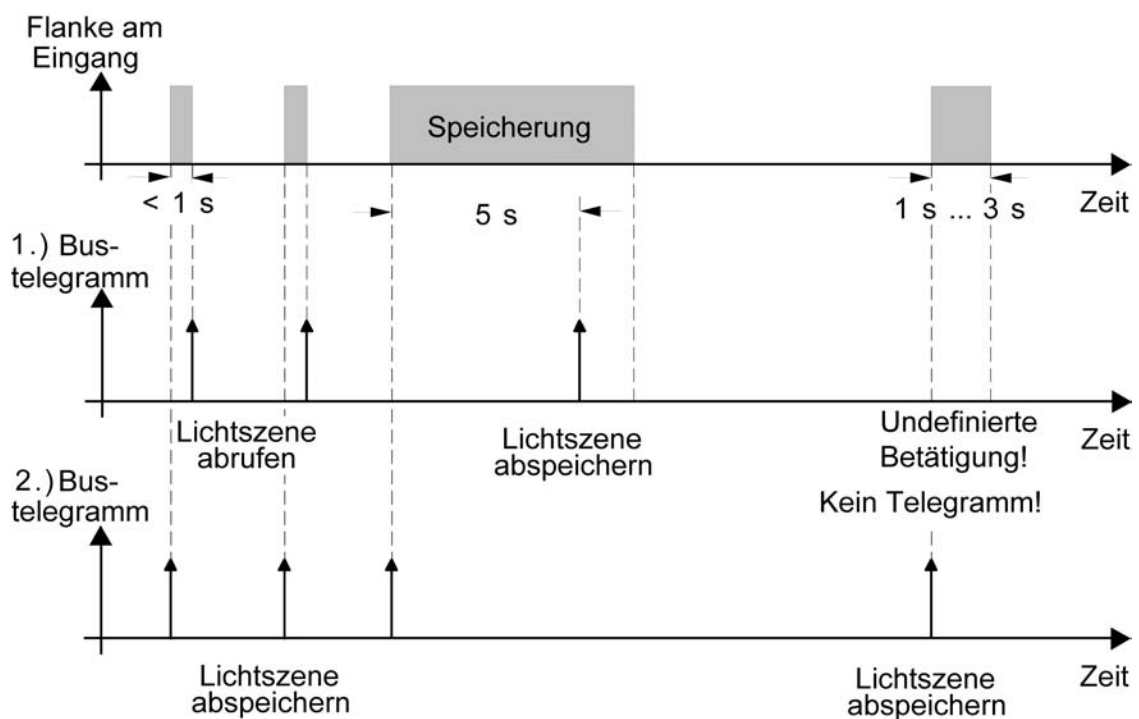 Flanke am
Eingang
Speicherung
< 1 s
5 s
1 s ... 3 s
Zeit
1.) Bus-
telegramm
Lichtszene
abrufen
Lichtszene
abspeichern
Undefinierte
Betätigung!
Zeit
Kein Telegramm!
2.) Bus-
telegramm
Lichtszene
abspeichern
Lichtszene
abspeichern
Zeit